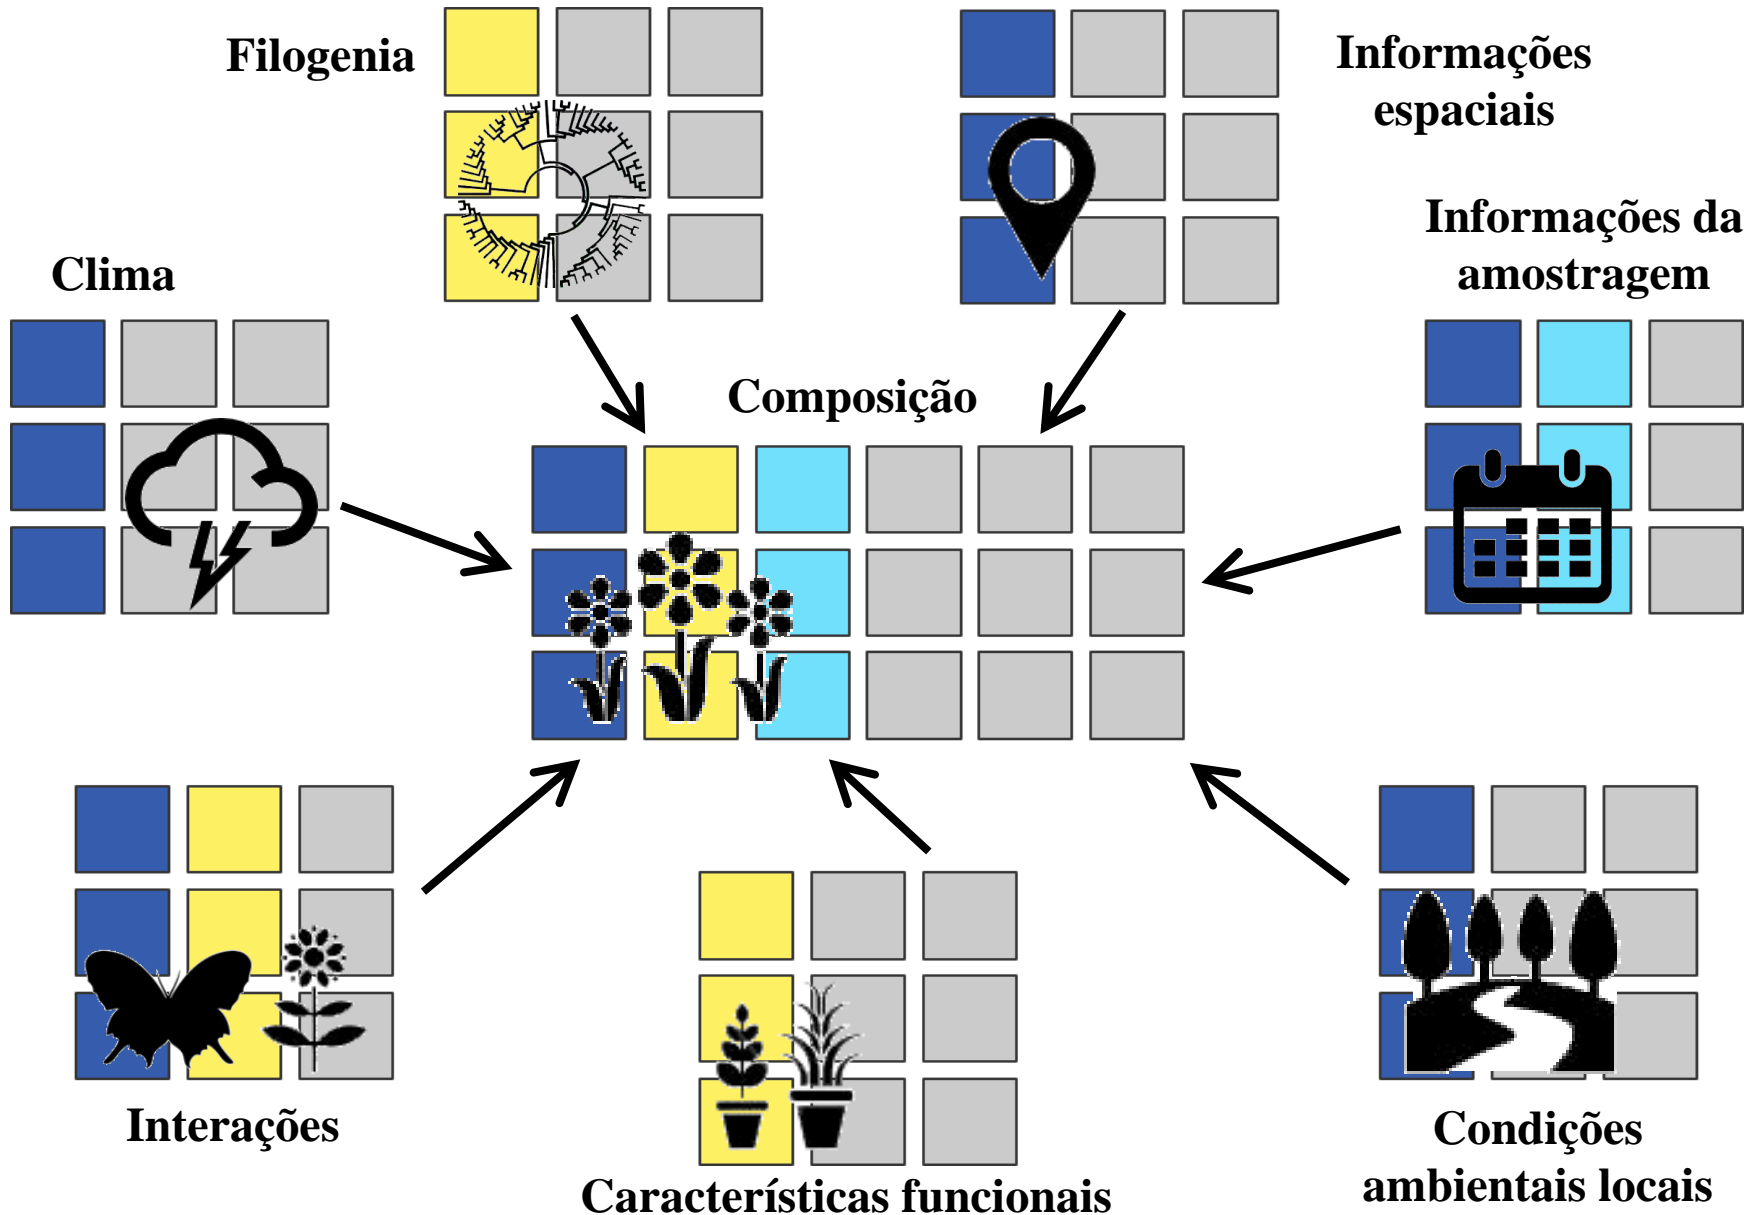 Filogenia
Informações
espaciais
Informações da
amostragem
Clima
Composição
Interações
Características funcionais
Condições
ambientais locais